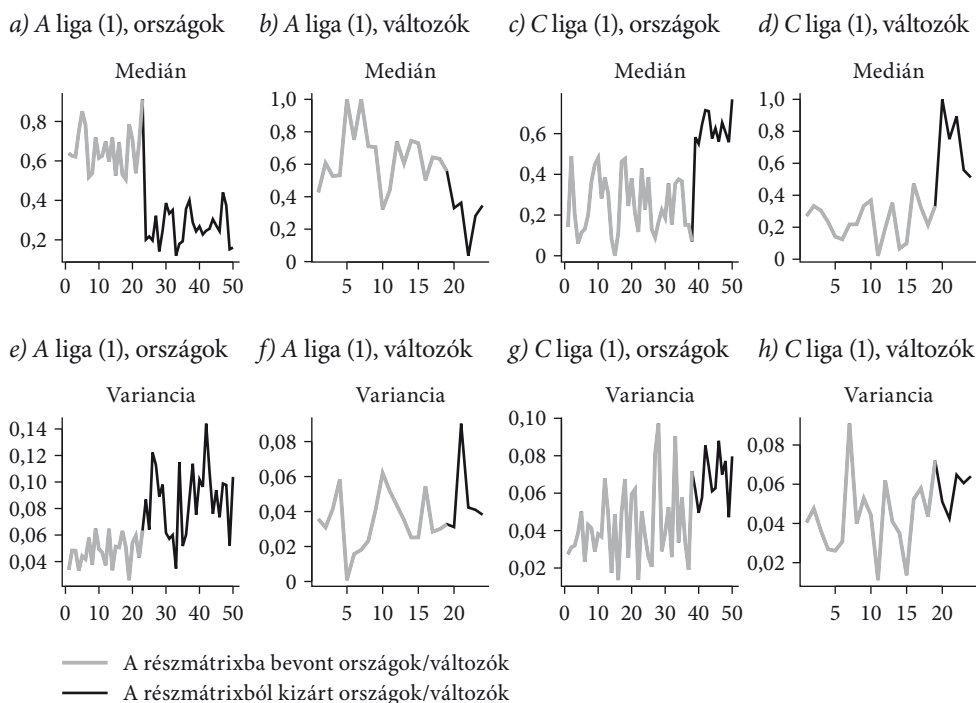 a) A liga (1), országok b) A liga (1), változók c) C liga (1), országok d) C liga (1), változók
Medián Medián Medián Medián
0,8
0,6
0,4
0,2
0 10 20 30 40 50
1,0
0,8
0,6
0,4
0,2
0
5 10 15 20
0,6
0,4
0,2
0
0 10 20 30 40 50
1,0
0,8
0,6
0,4
0,2
0
5 10 15 20
e) A liga (1), országok f) A liga (1), változók g) C liga (1), országok h) C liga (1), változók
Variancia Variancia Variancia Variancia
0,14
0,12
0,10
0,08
0,06
0,04
0 10 20 30 40 50
0,08
0,06
0,04
0,02
0
5 10 15 20
0,10
0,08
0,06
0,04
0,02
0 10 20 30 40 50
0,08
0,06
0,04
0,02
5 10 15 20
A részmátrixba bevont országok/változók
A részmátrixból kizárt országok/változók